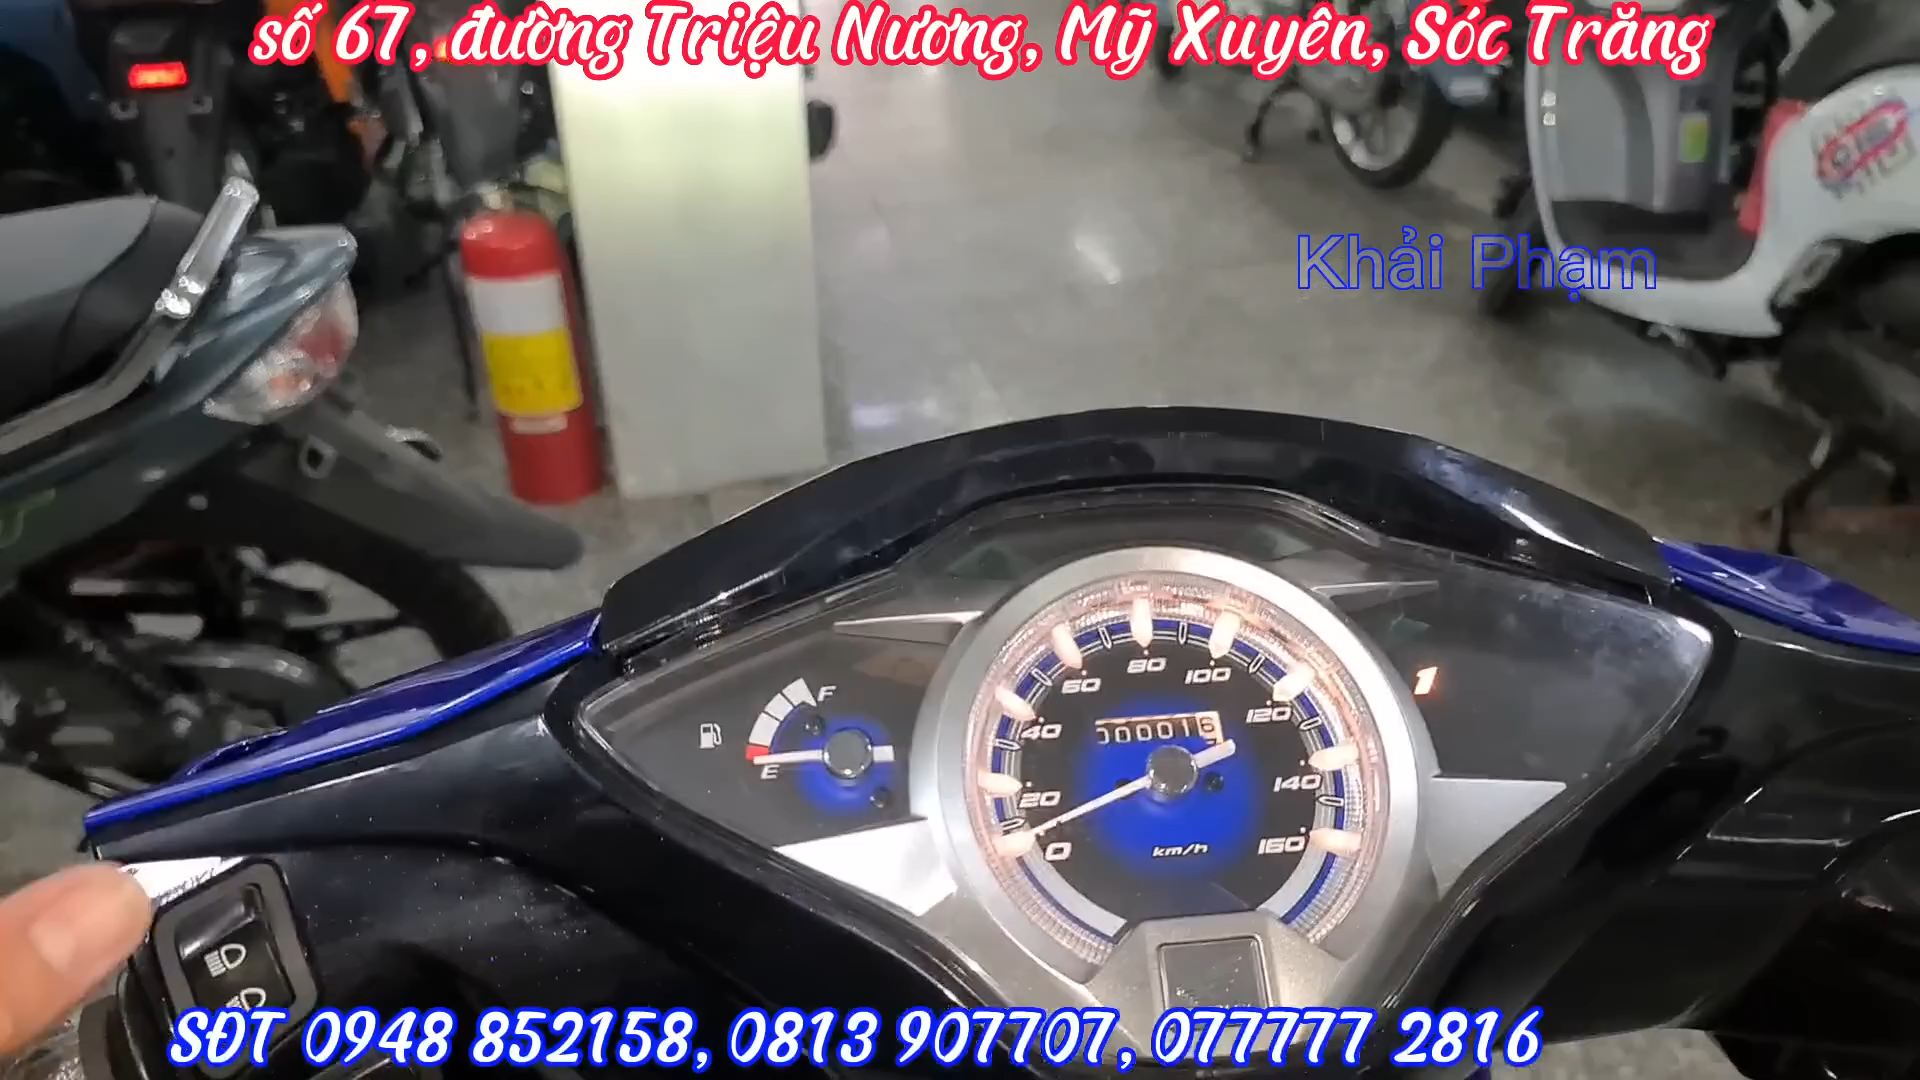 số 67, đường Triệu Nương, Mỹ Xuyên, Sóc Trăng
Khải Phạm
F
E
0
20
40
60
80
100
120
140
160
000016
km/h
1
SĐT 0948 852158, 0813 907707, 077777 2816